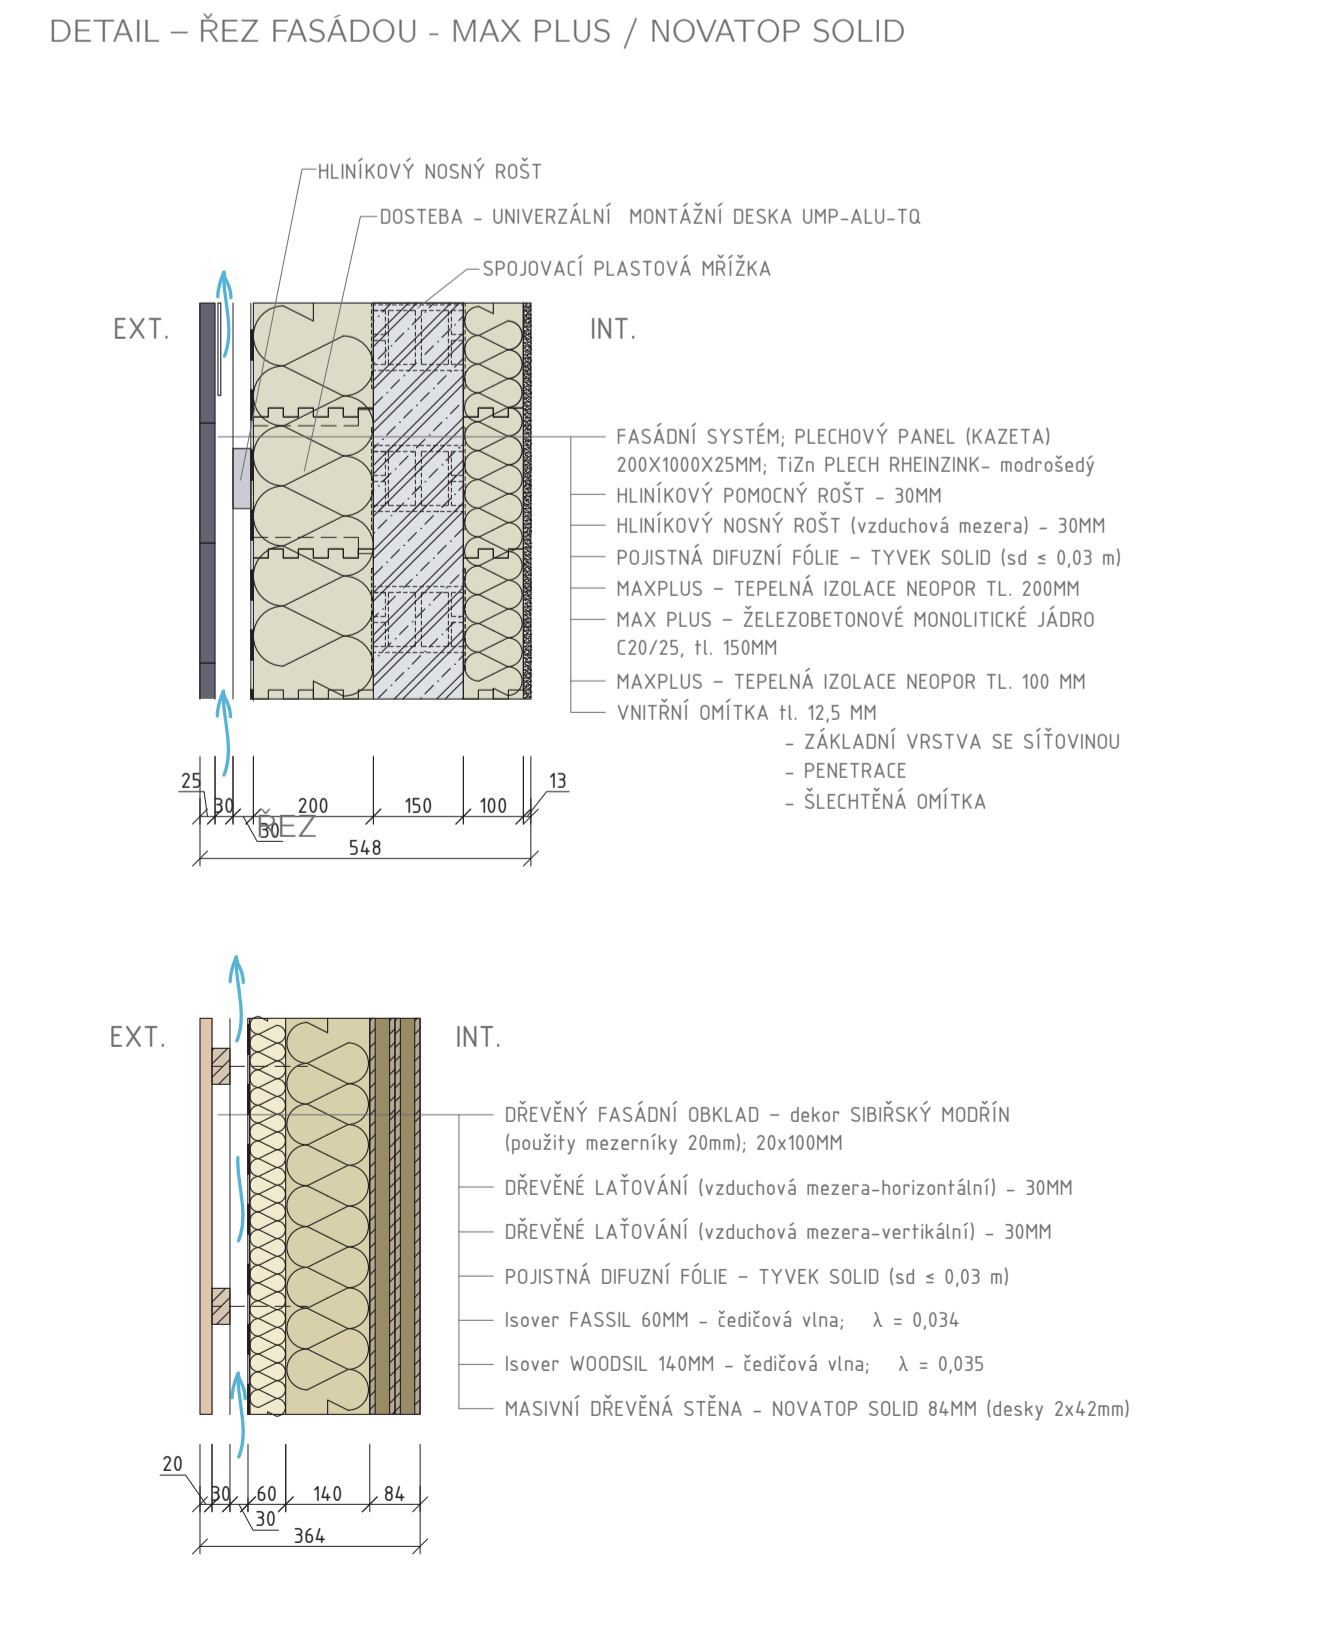 DETAIL – ŘEZ FASÁDOU - MAX PLUS / NOVATOP SOLID
HLINÍKOVÝ NOSNÝ ROŠT
DOSTEBA - UNIVERZÁLNÍ MONTÁŽNÍ DESKA UMP-ALU-TQ
SPOJOVACÍ PLASTOVÁ MŘÍŽKA
EXT.
INT.
FASÁDNÍ SYSTÉM; PLECHOVÝ PANEL (KAZETA)
200X1000X25MM; TiZn PLECH RHEINZINK- modrošedý
HLINÍKOVÝ POMOCNÝ ROŠT - 30MM
HLINÍKOVÝ NOSNÝ ROŠT (vzduchová mezera) - 30MM
POJISTNÁ DIFUZNÍ FÓLIE – TYVEK SOLID (sd ≤ 0,03 m)
MAXPLUS – TEPELNÁ IZOLACE NEOPOR TL. 200MM
MAX PLUS – ŽELEZOBETONOVÉ MONOLITICKÉ JÁDRO
C20/25, tl. 150MM
MAXPLUS – TEPELNÁ IZOLACE NEOPOR TL. 100 MM
VNITŘNÍ OMÍTKA tl. 12,5 MM
- ZÁKLADNÍ VRSTVA SE SÍŤOVINOU
- PENETRACE
- ŠLECHTĚNÁ OMÍTKA
25
13
30
200
150
100
30
ŘEZ
548
EXT.
INT.
DŘEVĚNÝ FASÁDNÍ OBKLAD – dekor SIBIŘSKÝ MODŘÍN
(použity mezerníky 20mm); 20x100MM
DŘEVĚNÉ LAŤOVÁNÍ (vzduchová mezera-horizontální) - 30MM
DŘEVĚNÉ LAŤOVÁNÍ (vzduchová mezera-vertikální) - 30MM
POJISTNÁ DIFUZNÍ FÓLIE – TYVEK SOLID (sd ≤ 0,03 m)
Isover FASSIL 60MM - čedičová vlna; λ = 0,034
Isover WOODSIL 140MM - čedičová vlna; λ = 0,035
MASIVNÍ DŘEVĚNÁ STĚNA - NOVATOP SOLID 84MM (desky 2x42mm)
20
30
60
140
84
30
364